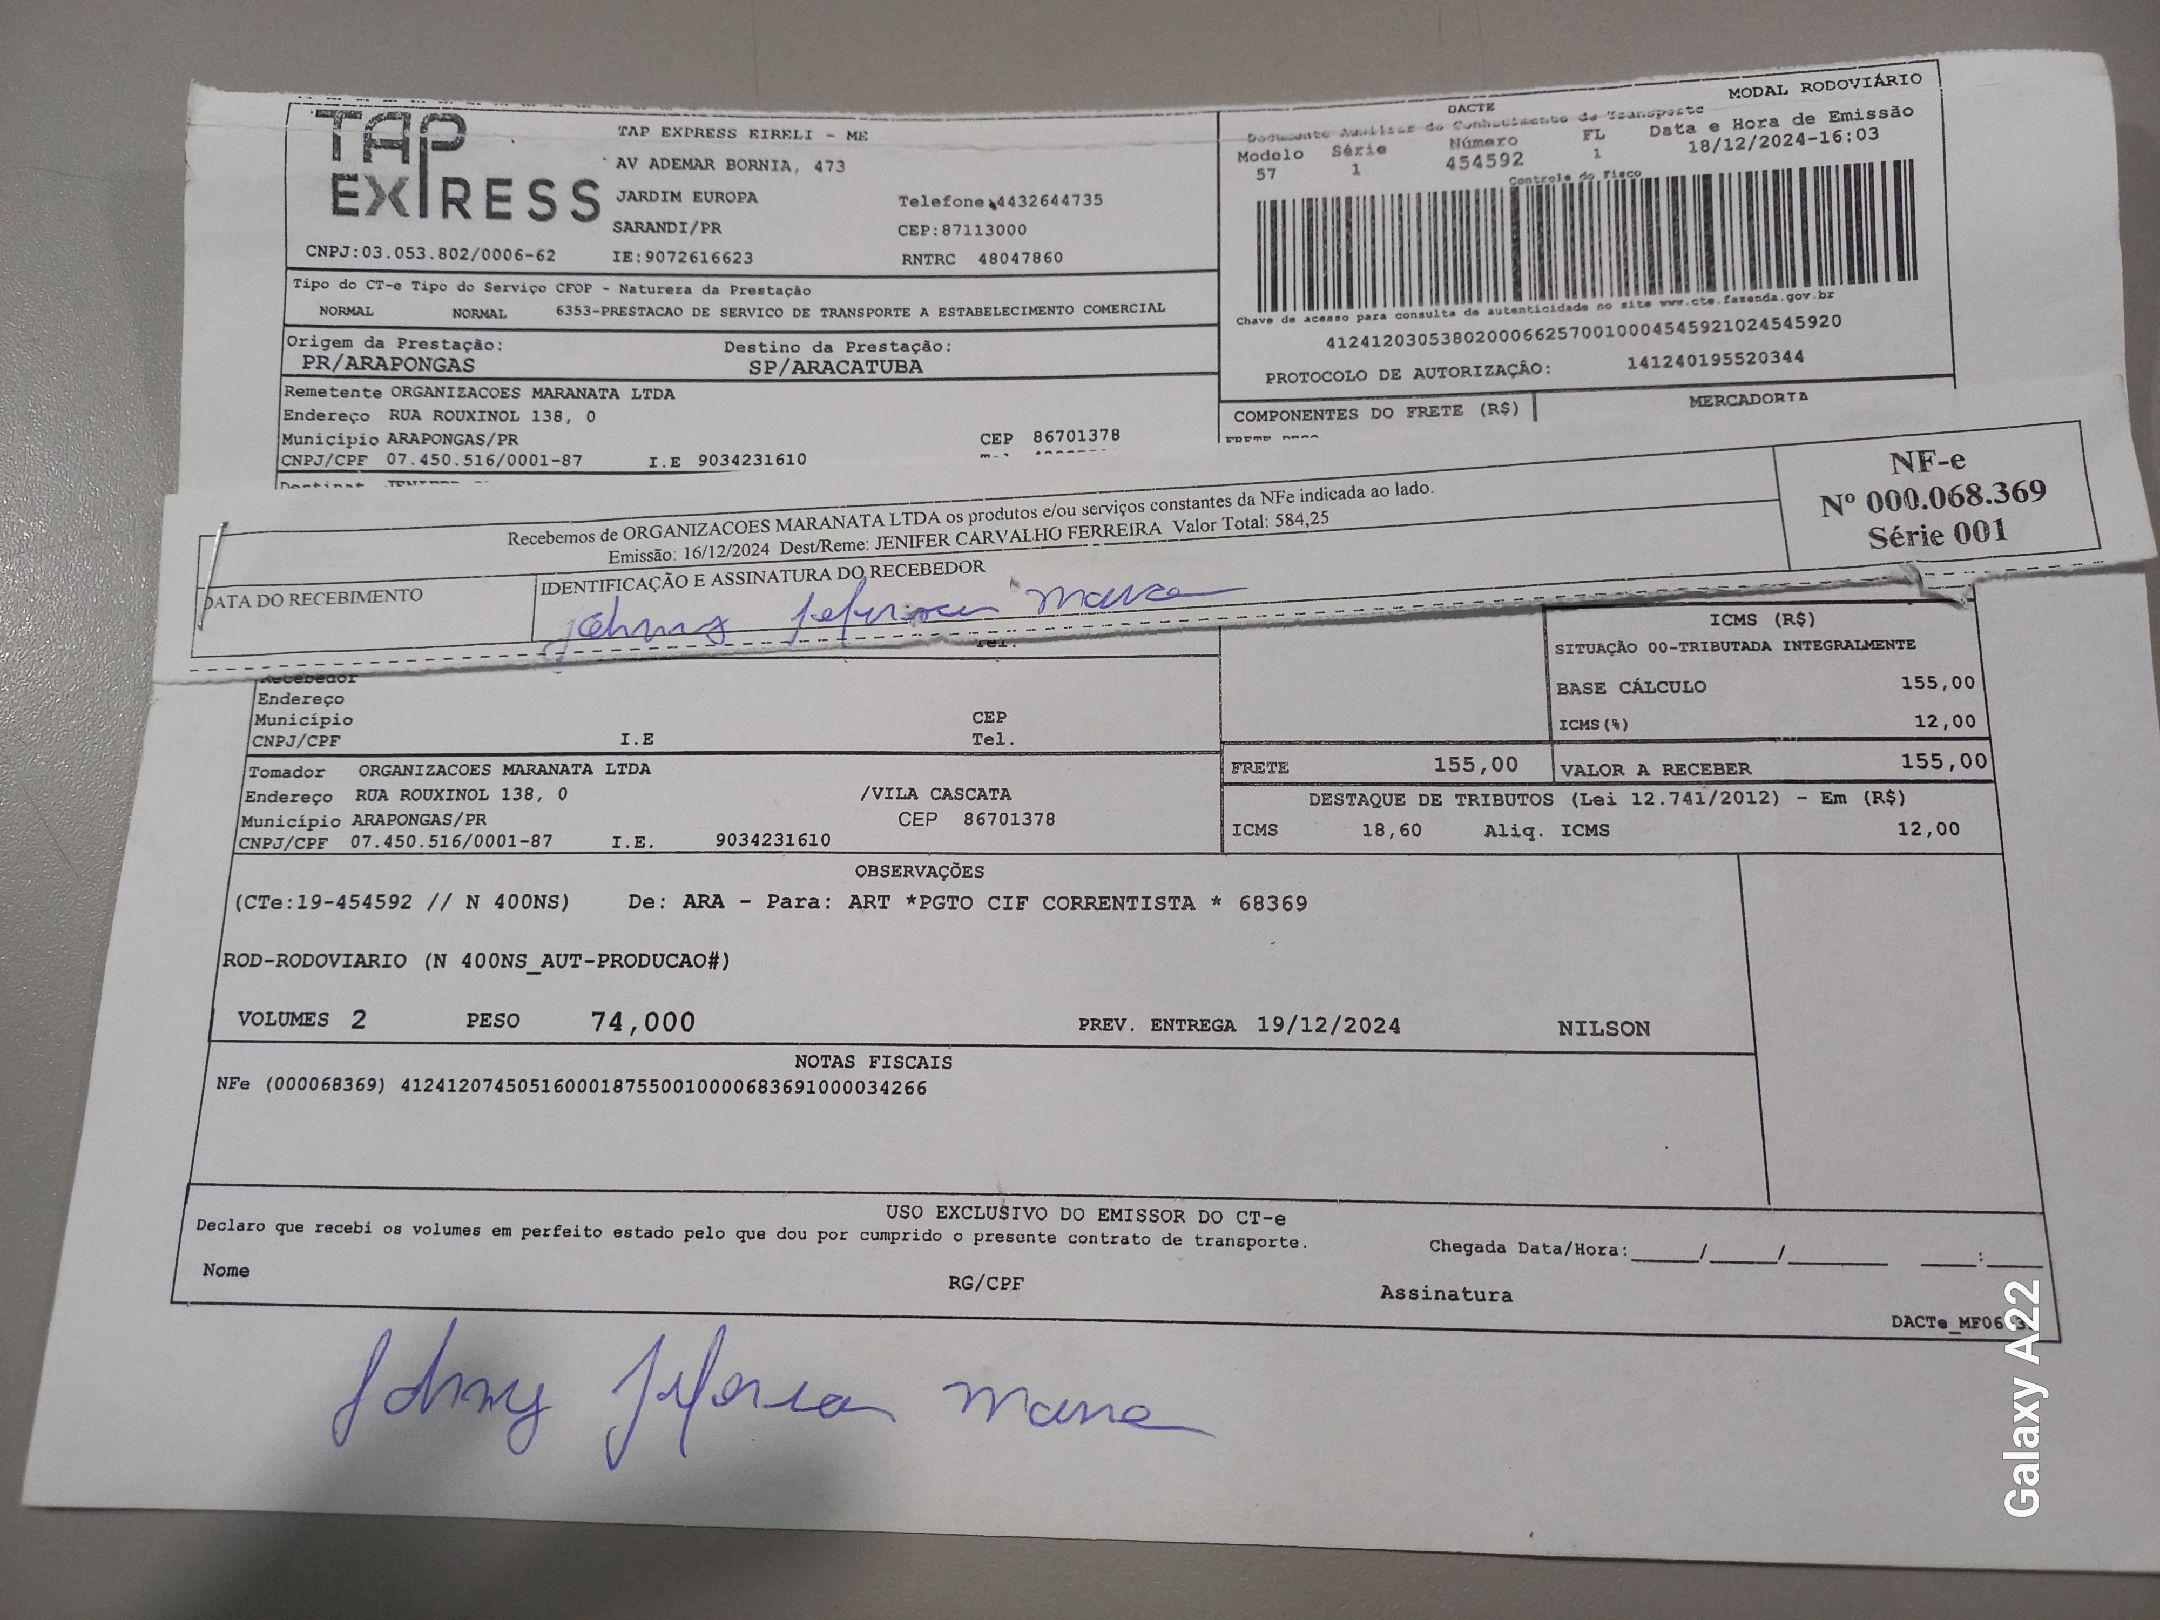 TAP EXPRESS
TAP EXPRESS EIRELI - ME
AV ADEMAR BORNIA, 473
JARDIM EUROPA Telefone 4432644735
SARANDI/PR CEP:87113000
CNPJ:03.053.802/0006-62 IE:9072616623 RNTRC 48047860
DACTE MODAL RODOVIÁRIO
Documento Auxiliar do Conhecimento de Transporte
Modelo Série Número FL Data e Hora de Emissão
57 1 454592 1 18/12/2024-16:03
Controle do Fisco
Chave de acesso para consulta de autenticidade no site www.cte.fazenda.gov.br
41241203053802000662570010004545921024545920
PROTOCOLO DE AUTORIZAÇÃO: 141240195520344
Tipo do CT-e Tipo do Serviço CFOP - Natureza da Prestação
NORMAL NORMAL 6353-PRESTACAO DE SERVICO DE TRANSPORTE A ESTABELECIMENTO COMERCIAL
Origem da Prestação: Destino da Prestação:
PR/ARAPONGAS SP/ARACATUBA
Remetente ORGANIZACOES MARANATA LTDA
Endereço RUA ROUXINOL 138, 0
Município ARAPONGAS/PR CEP 86701378
CNPJ/CPF 07.450.516/0001-87 I.E 9034231610
COMPONENTES DO FRETE (R$) MERCADORIA
Recebemos de ORGANIZACOES MARANATA LTDA os produtos e/ou serviços constantes da NFe indicada ao lado.
Emissão: 16/12/2024 Dest/Reme: JENIFER CARVALHO FERREIRA Valor Total: 584,25
DATA DO RECEBIMENTO IDENTIFICAÇÃO E ASSINATURA DO RECEBEDOR
NF-e
Nº 000.068.369
Série 001
Tel.
Recebedor
Endereço
Município CEP
CNPJ/CPF I.E Tel.
ICMS (R$)
SITUAÇÃO 00-TRIBUTADA INTEGRALMENTE
BASE CÁLCULO 155,00
ICMS(%) 12,00
FRETE 155,00 VALOR A RECEBER 155,00
Tomador ORGANIZACOES MARANATA LTDA
Endereço RUA ROUXINOL 138, 0 /VILA CASCATA
Município ARAPONGAS/PR CEP 86701378
CNPJ/CPF 07.450.516/0001-87 I.E. 9034231610
DESTAQUE DE TRIBUTOS (Lei 12.741/2012) - Em (R$)
ICMS 18,60 Aliq. ICMS 12,00
OBSERVAÇÕES
(CTe:19-454592 // N 400NS) De: ARA - Para: ART *PGTO CIF CORRENTISTA * 68369
ROD-RODOVIARIO (N 400NS_AUT-PRODUCAO#)
VOLUMES 2 PESO 74,000 PREV. ENTREGA 19/12/2024 NILSON
NOTAS FISCAIS
NFe (000068369) 41241207450516000187550010000683691000034266
USO EXCLUSIVO DO EMISSOR DO CT-e
Declaro que recebi os volumes em perfeito estado pelo que dou por cumprido o presente contrato de transporte.
Chegada Data/Hora:____/____/______ ___:___
Nome RG/CPF Assinatura
Galaxy A22